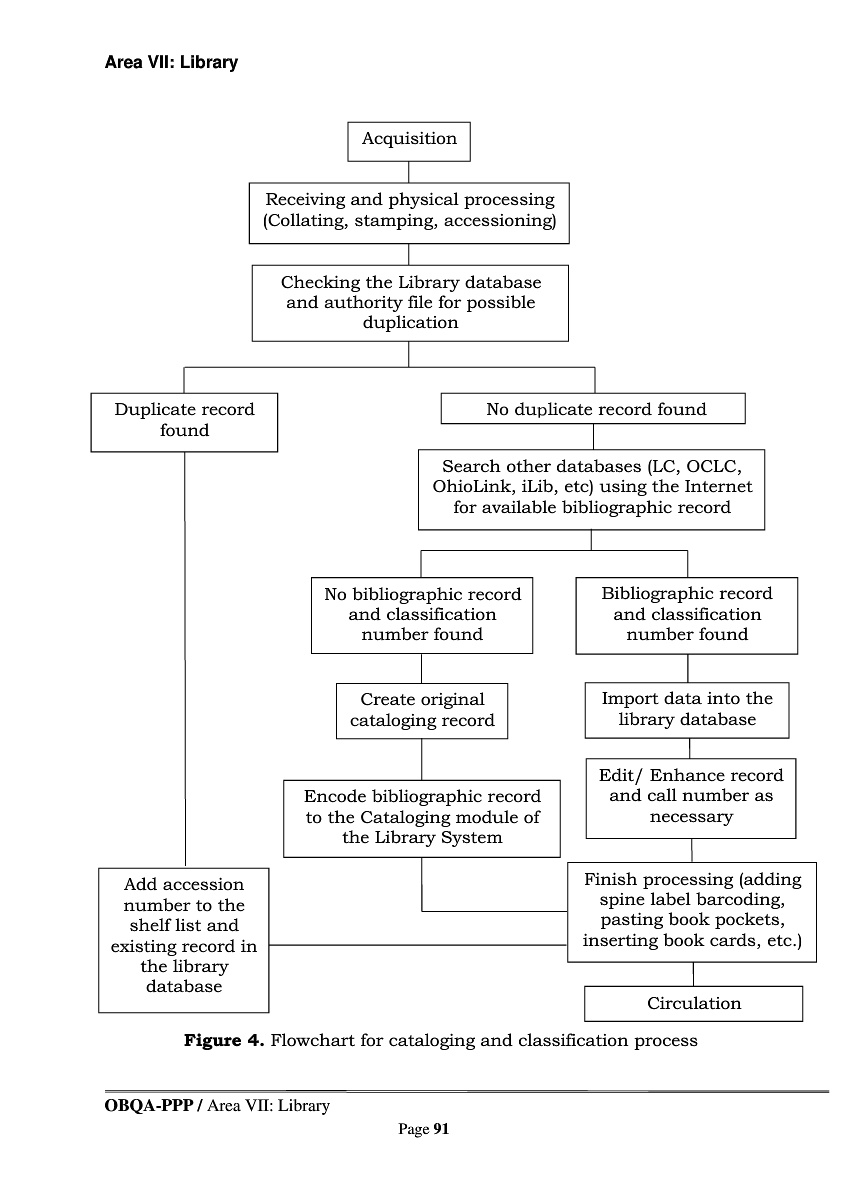 Area VII: Library
Acquisition
Receiving and physical processing
(Collating, stamping, accessioning)
Checking the Library database
and authority file for possible
duplication
Duplicate record
found
No duplicate record found
Search other databases (LC, OCLC,
OhioLink, iLib, etc) using the Internet
for available bibliographic record
No bibliographic record
and classification
number found
Bibliographic record
and classification
number found
Create original
cataloging record
Import data into the
library database
Encode bibliographic record
to the Cataloging module of
the Library System
Edit/ Enhance record
and call number as
necessary
Add accession
number to the
shelf list and
existing record in
the library
database
Finish processing (adding
spine label barcoding,
pasting book pockets,
inserting book cards, etc.)
Circulation
Figure 4. Flowchart for cataloging and classification process
OBQA-PPP / Area VII: Library
Page 91